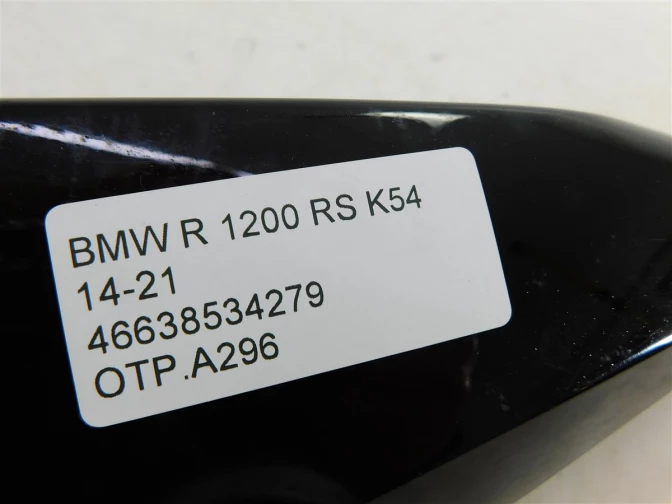 BMW R 1200 RS K54
14-21
46638534279
OTP.A296